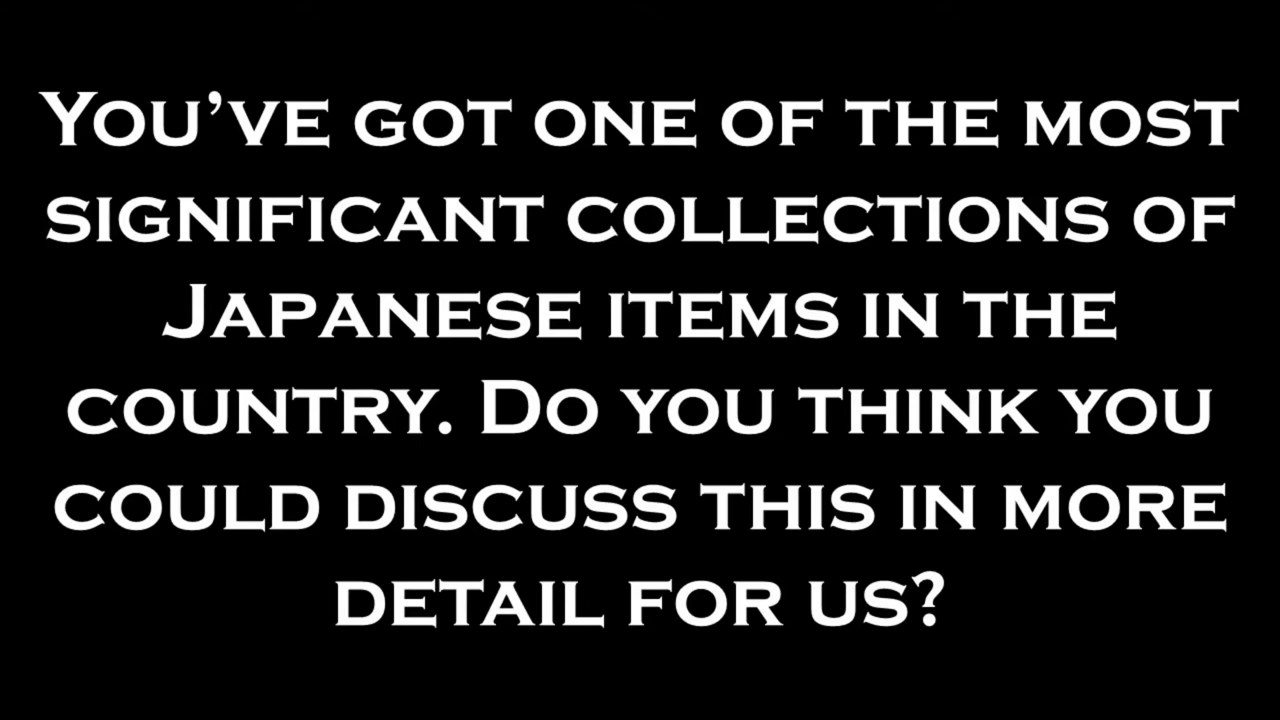 You've got one of the most
significant collections of
Japanese items in the
country. Do you think you
could discuss this in more
detail for us?